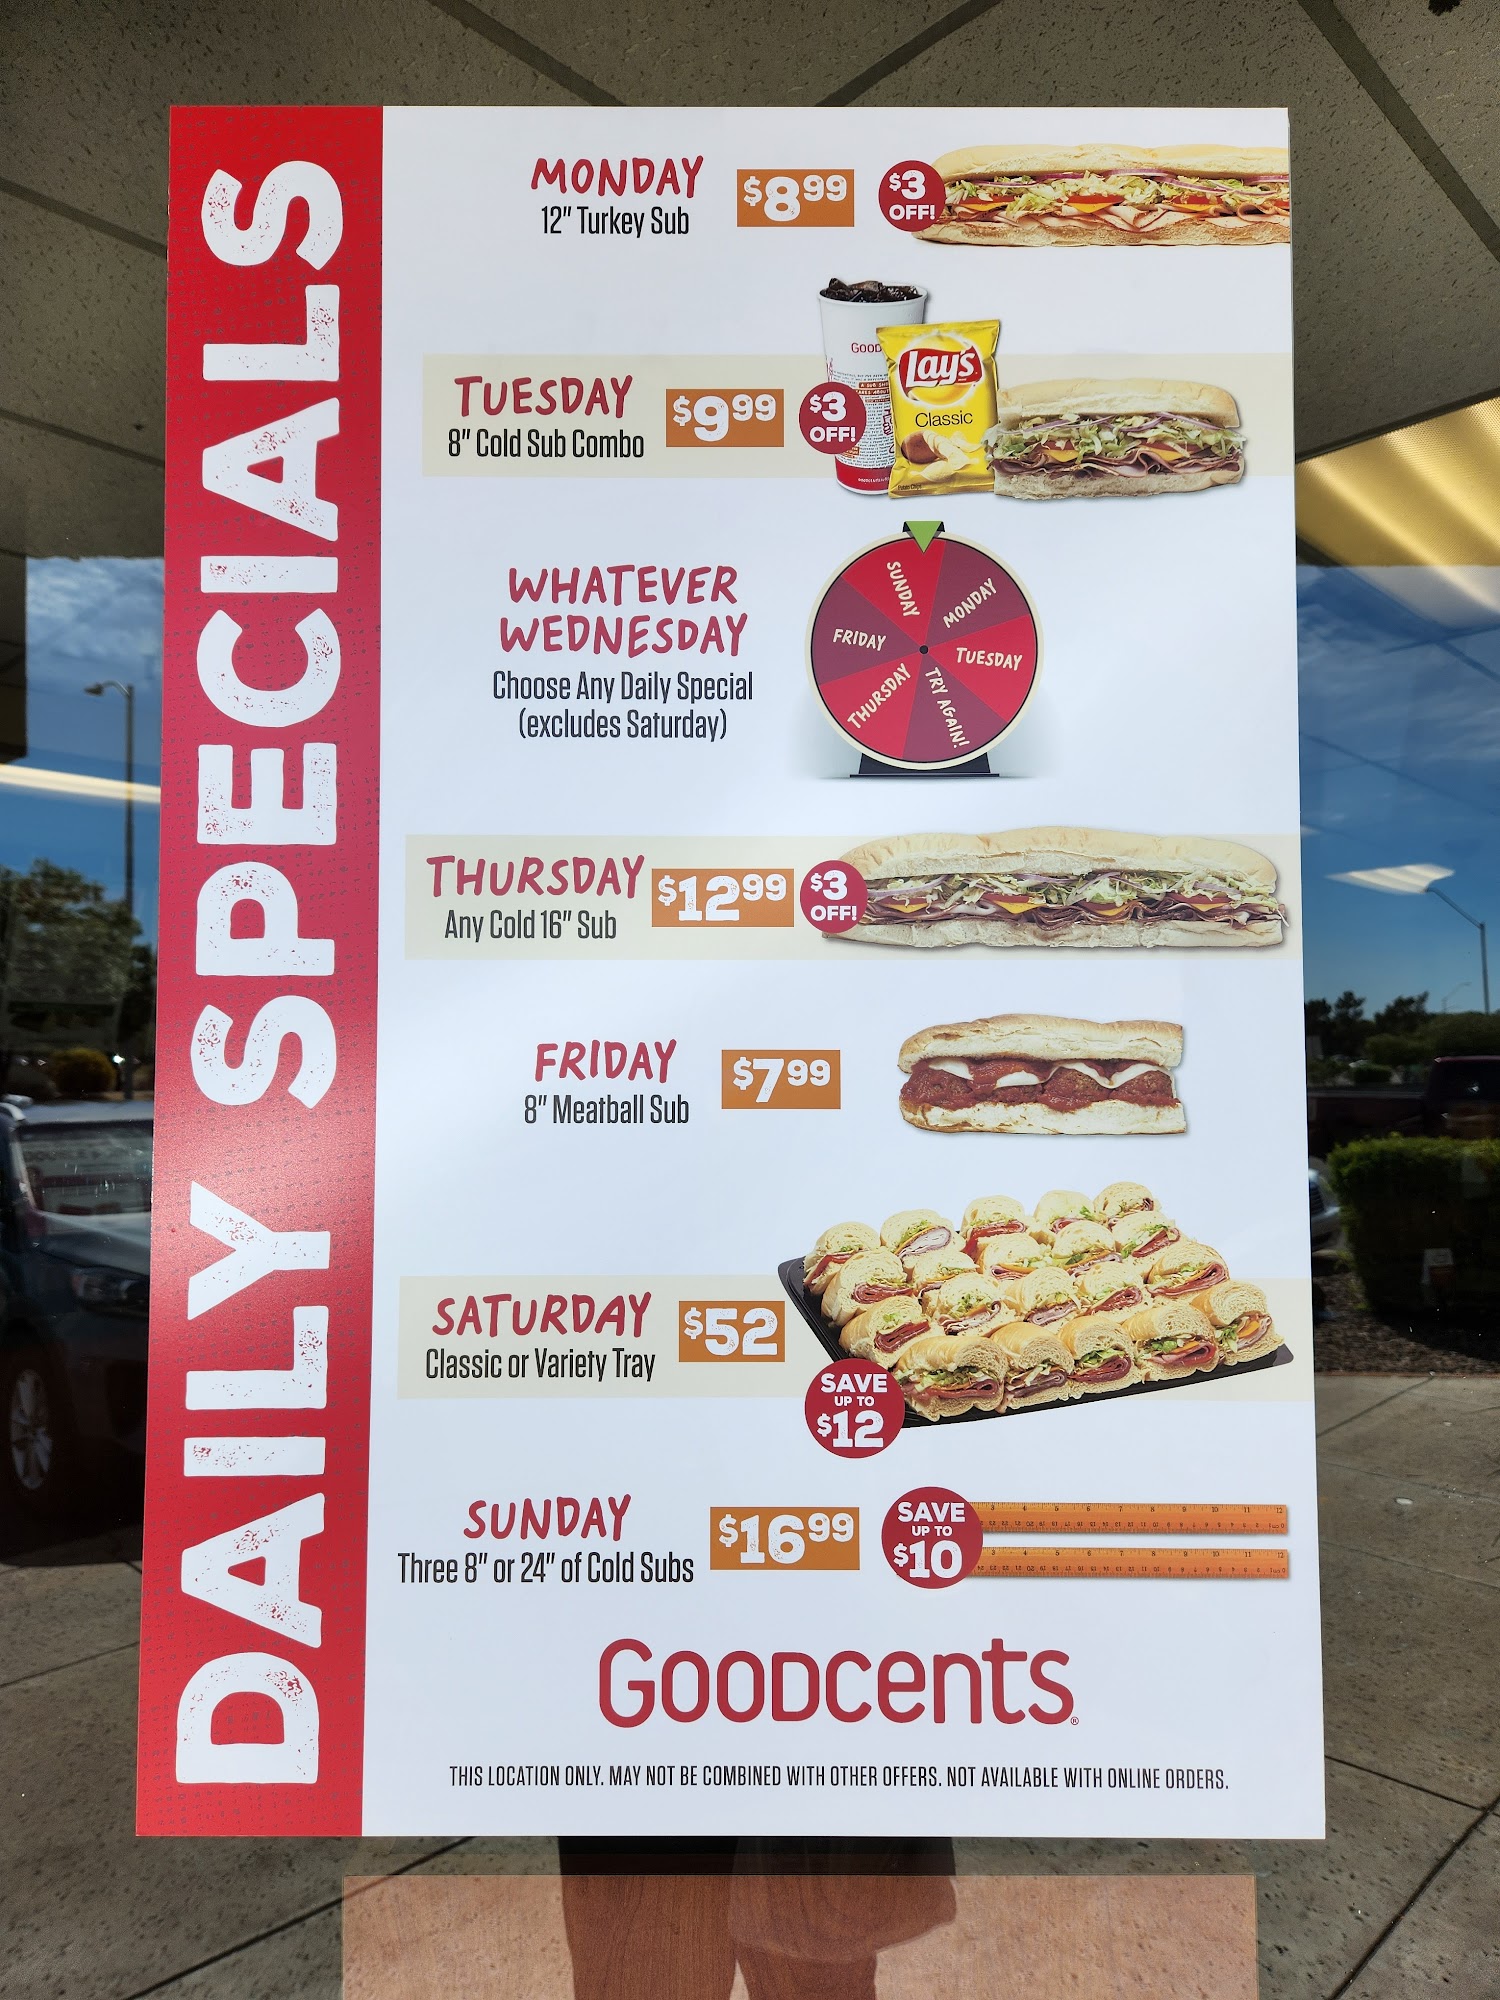 DAILY SPECIALS
MONDAY
12" Turkey Sub
$8.99
$3
OFF!
GOOD
Lay's
Classic
TUESDAY
8" Cold Sub Combo
$9.99
$3
OFF!
WHATEVER
WEDNESDAY
Choose Any Daily Special
(excludes Saturday)
SUNDAY
MONDAY
TUESDAY
TRY AGAIN!
THURSDAY
FRIDAY
THURSDAY
Any Cold 16" Sub
$12.99
$3
OFF!
FRIDAY
8" Meatball Sub
$7.99
SATURDAY
Classic or Variety Tray
$52
SAVE
UP TO
$12
SUNDAY
Three 8" or 24" of Cold Subs
$16.99
SAVE
UP TO
$10
GOODCENTS®
THIS LOCATION ONLY. MAY NOT BE COMBINED WITH OTHER OFFERS. NOT AVAILABLE WITH ONLINE ORDERS.